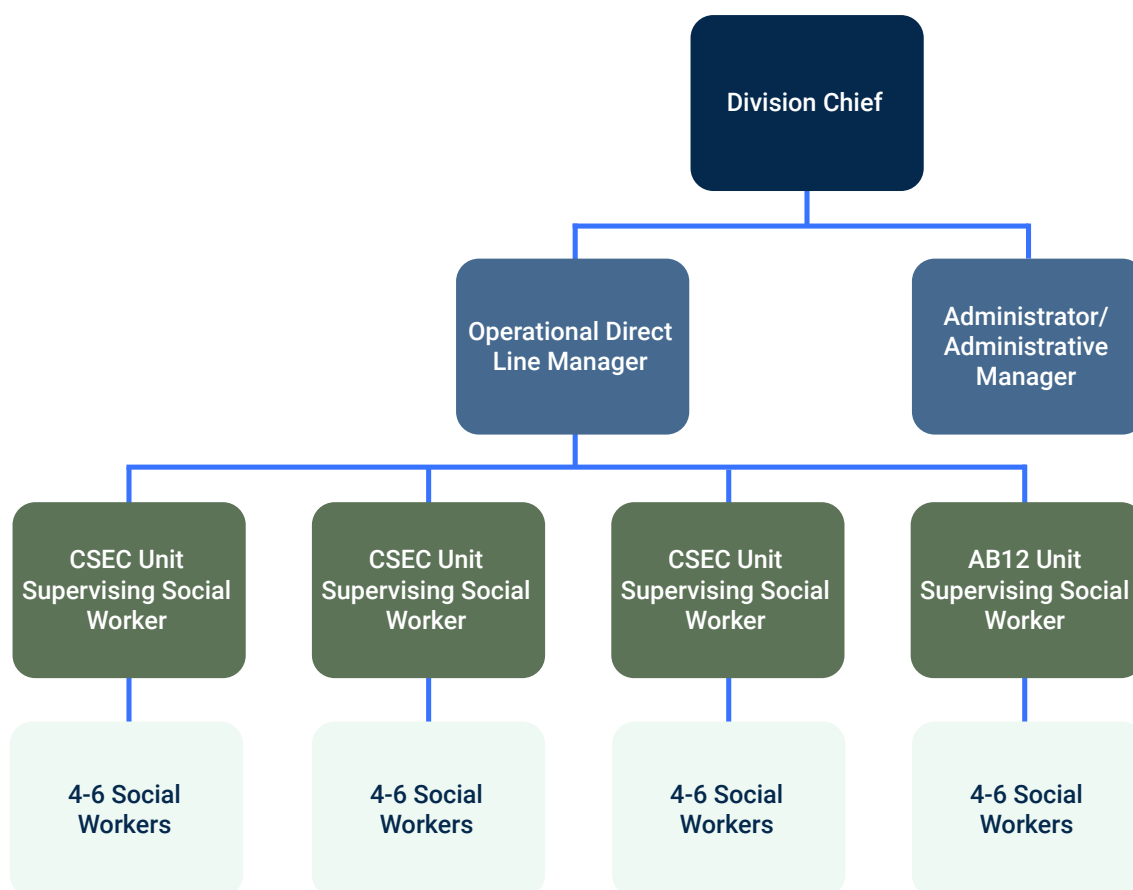 Division Chief
Operational Direct
Line Manager
Administrator/
Administrative
Manager
CSEC Unit
Supervising Social
Worker
CSEC Unit
Supervising Social
Worker
CSEC Unit
Supervising Social
Worker
AB12 Unit
Supervising Social
Worker
4-6 Social
Workers
4-6 Social
Workers
4-6 Social
Workers
4-6 Social
Workers